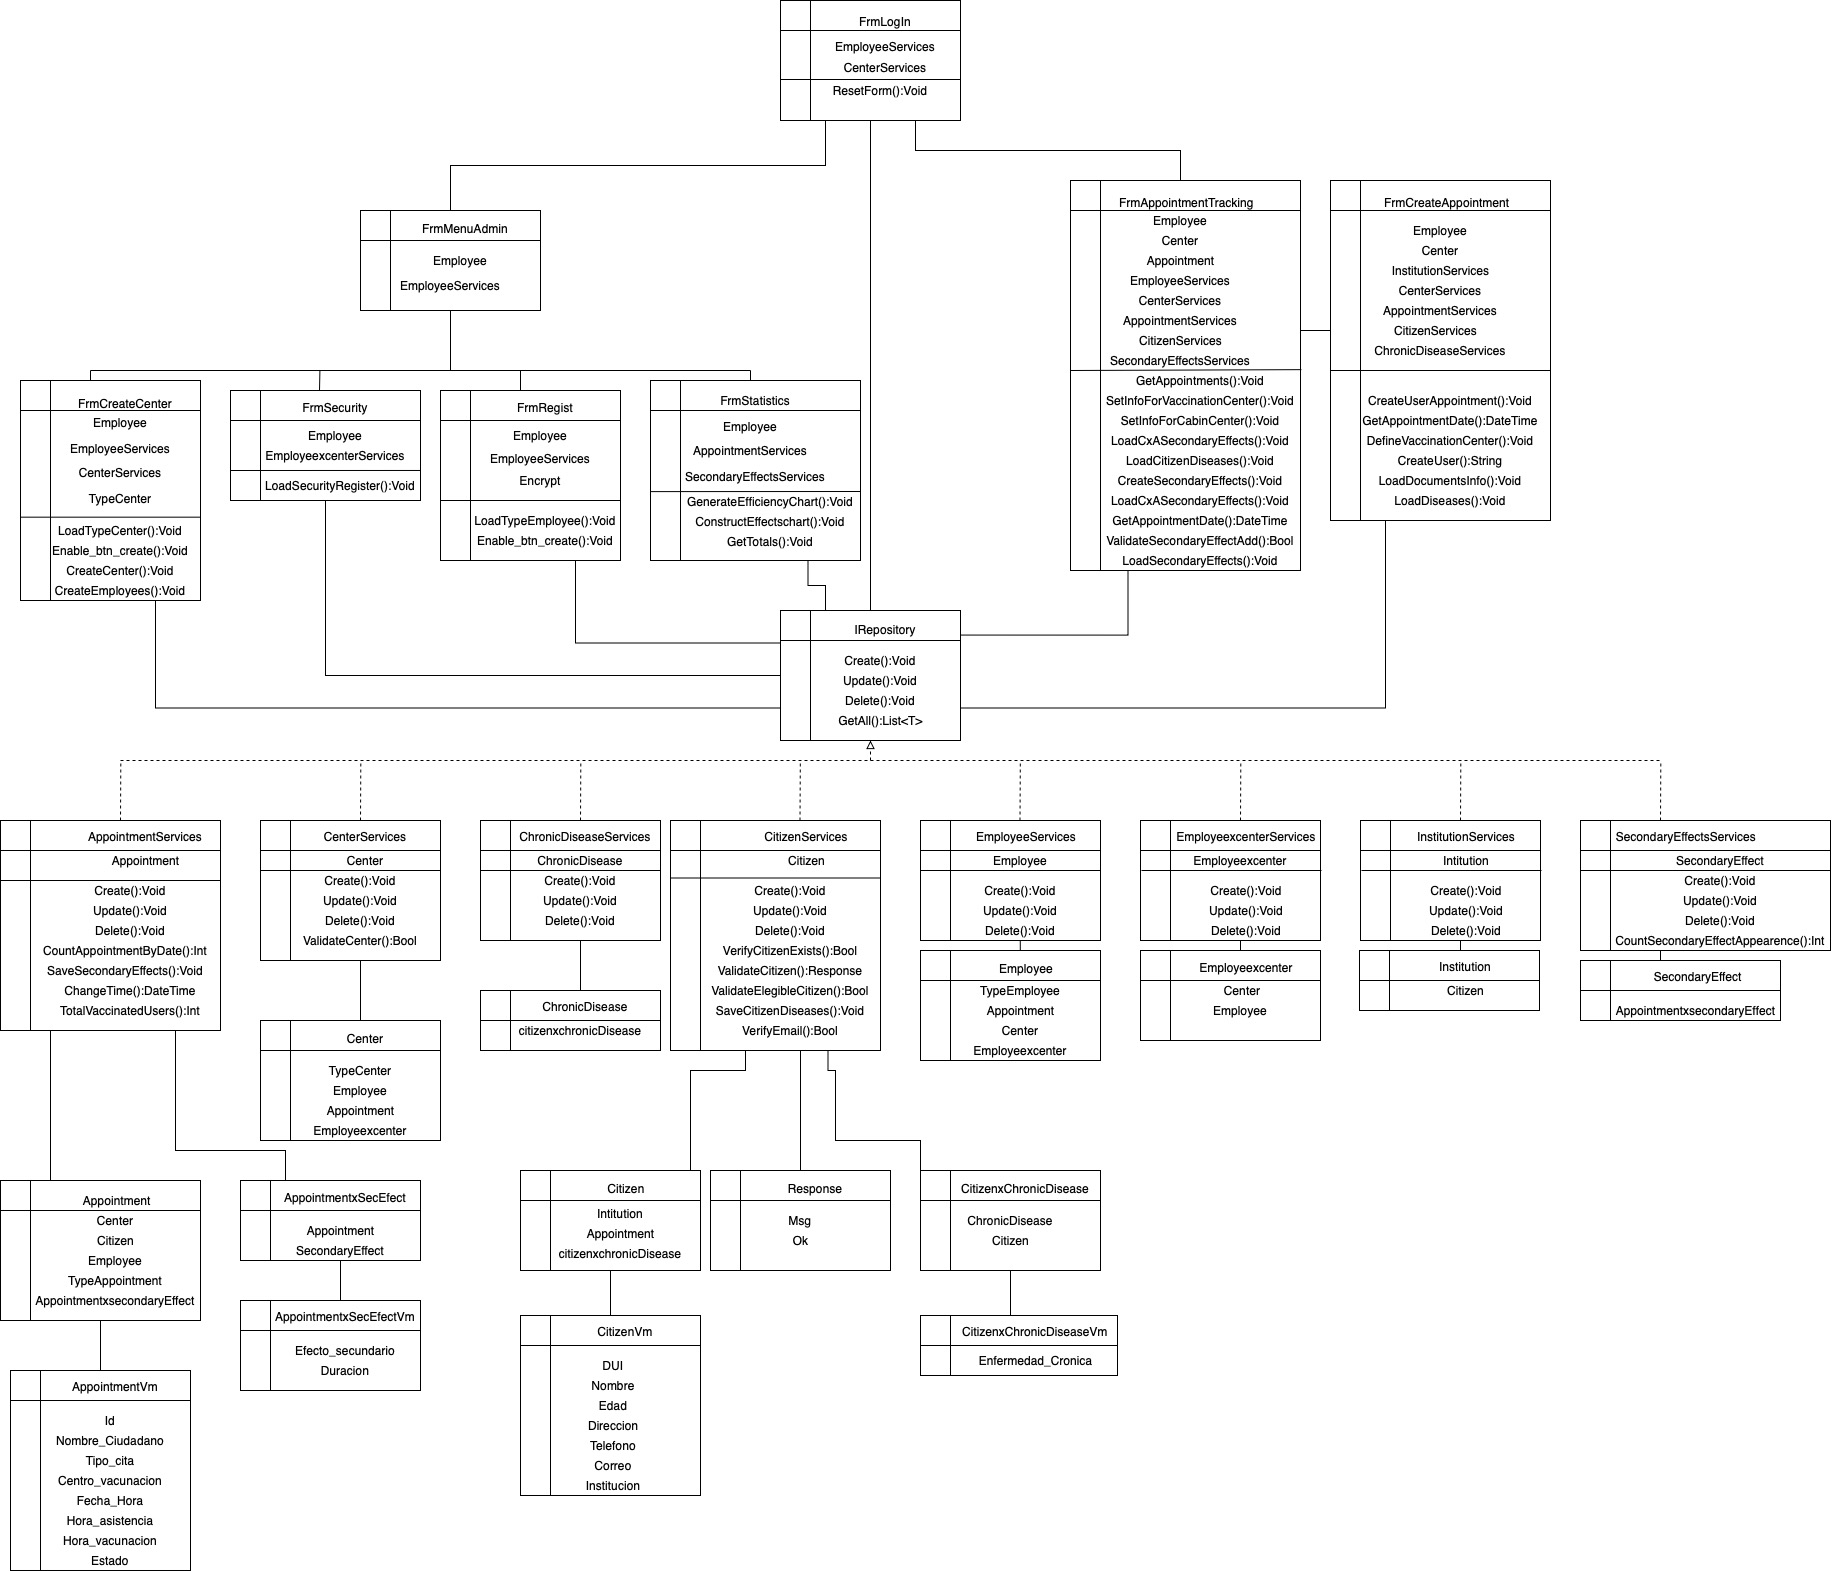 FrmLogIn
EmployeeServices
CenterServices
ResetForm():Void
FrmMenuAdmin
Employee
EmployeeServices
FrmAppointmentTracking
Employee
Center
Appointment
EmployeeServices
CenterServices
AppointmentServices
CitizenServices
SecondaryEffectsServices
GetAppointments():Void
SetInfoForVaccinationCenter():Void
SetInfoForCabinCenter():Void
LoadCxASecondaryEffects():Void
LoadCitizenDiseases():Void
CreateSecondaryEffects():Void
LoadCxASecondaryEffects():Void
GetAppointmentDate():DateTime
ValidateSecondaryEffectAdd():Bool
LoadSecondaryEffects():Void
FrmCreateAppointment
Employee
Center
InstitutionServices
CenterServices
AppointmentServices
CitizenServices
ChronicDiseaseServices
CreateUserAppointment():Void
GetAppointmentDate():DateTime
DefineVaccinationCenter():Void
CreateUser():String
LoadDocumentsInfo():Void
LoadDiseases():Void
FrmCreateCenter
Employee
EmployeeServices
CenterServices
TypeCenter
LoadTypeCenter():Void
Enable_btn_create():Void
CreateCenter():Void
CreateEmployees():Void
FrmSecurity
Employee
EmployeexcenterServices
LoadSecurityRegister():Void
FrmRegist
Employee
EmployeeServices
Encrypt
LoadTypeEmployee():Void
Enable_btn_create():Void
FrmStatistics
Employee
AppointmentServices
SecondaryEffectsServices
GenerateEfficiencyChart():Void
ConstructEffectschart():Void
GetTotals():Void
IRepository
Create():Void
Update():Void
Delete():Void
GetAll():List<T>
AppointmentServices
Appointment
Create():Void
Update():Void
Delete():Void
CountAppointmentByDate():Int
SaveSecondaryEffects():Void
ChangeTime():DateTime
TotalVaccinatedUsers():Int
CenterServices
Center
Create():Void
Update():Void
Delete():Void
ValidateCenter():Bool
ChronicDiseaseServices
ChronicDisease
Create():Void
Update():Void
Delete():Void
CitizenServices
Citizen
Create():Void
Update():Void
Delete():Void
VerifyCitizenExists():Bool
ValidateCitizen():Response
ValidateElegibleCitizen():Bool
SaveCitizenDiseases():Void
VerifyEmail():Bool
EmployeeServices
Employee
Create():Void
Update():Void
Delete():Void
EmployeexcenterServices
Employeexcenter
Create():Void
Update():Void
Delete():Void
InstitutionServices
Intitution
Create():Void
Update():Void
Delete():Void
SecondaryEffectsServices
SecondaryEffect
Create():Void
Update():Void
Delete():Void
CountSecondaryEffectAppearence():Int
Center
TypeCenter
Employee
Appointment
Employeexcenter
ChronicDisease
citizenxchronicDisease
Employee
TypeEmployee
Appointment
Center
Employeexcenter
Employeexcenter
Center
Employee
Institution
Citizen
SecondaryEffect
AppointmentxsecondaryEffect
Appointment
Center
Citizen
Employee
TypeAppointment
AppointmentxsecondaryEffect
AppointmentxSecEfect
Appointment
SecondaryEffect
Citizen
Intitution
Appointment
citizenxchronicDisease
Response
Msg
Ok
CitizenxChronicDisease
ChronicDisease
Citizen
AppointmentVm
Id
Nombre_Ciudadano
Tipo_cita
Centro_vacunacion
Fecha_Hora
Hora_asistencia
Hora_vacunacion
Estado
AppointmentxSecEfectVm
Efecto_secundario
Duracion
CitizenVm
DUI
Nombre
Edad
Direccion
Telefono
Correo
Institucion
CitizenxChronicDiseaseVm
Enfermedad_Cronica